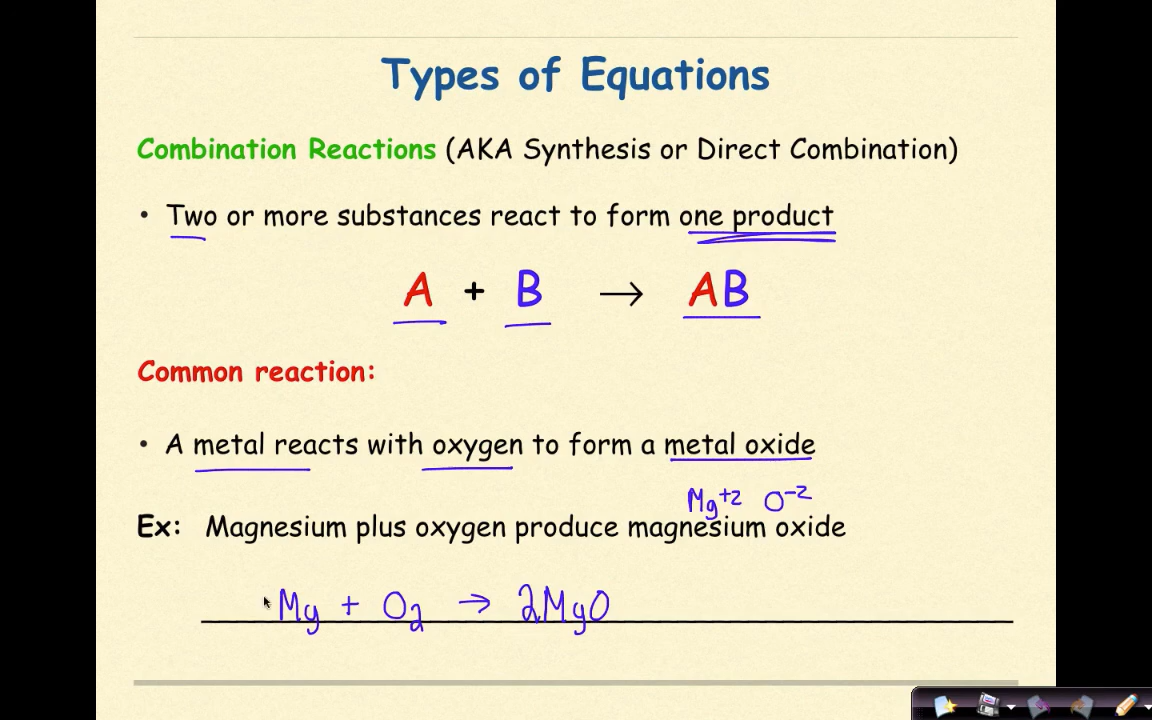 Types of Equations
Combination Reactions (AKA Synthesis or Direct Combination)
• Two or more substances react to form one product
A + B → AB
Common reaction:
• A metal reacts with oxygen to form a metal oxide
Mg+2 O-2
Ex: Magnesium plus oxygen produce magnesium oxide
Mg + O2 → 2MgO